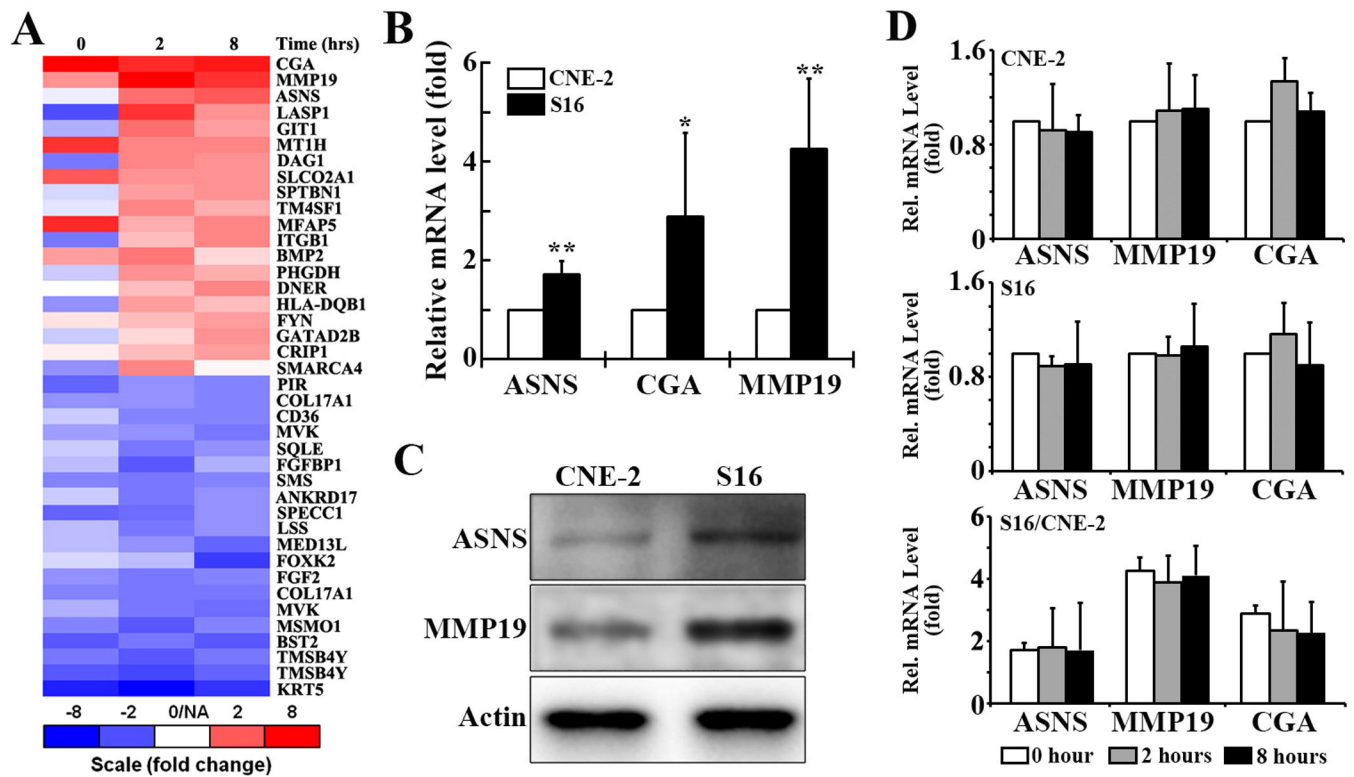 A
0 2 8 Time (hrs)
CGA
MMP19
ASNS
LASP1
GIT1
MT1H
DAG1
SLCO2A1
SPTBN1
TM4SF1
MFAP5
ITGB1
BMP2
PHGDH
DNER
HLA-DQB1
FYN
GATAD2B
CRIP1
SMARCA4
PIR
COL17A1
CD36
MVK
SQLE
FGFBP1
SMS
ANKRD17
SPECC1
LSS
MED13L
FOXK2
FGF2
COL17A1
MVK
MSMO1
BST2
TMSB4Y
TMSB4Y
KRT5
-8 -2 0/NA 2 8
Scale (fold change)
B
Relative mRNA level (fold)
6
4
2
0
CNE-2
S16
**
*
**
ASNS CGA MMP19
C
CNE-2 S16
ASNS
MMP19
Actin
D
Rel. mRNA Level
(fold)
1.6
0.8
0
CNE-2
ASNS MMP19 CGA
Rel. mRNA Level
(fold)
1.6
0.8
0
S16
ASNS MMP19 CGA
Rel. mRNA Level
(fold)
6
4
2
0
S16/CNE-2
ASNS MMP19 CGA
0 hour 2 hours 8 hours